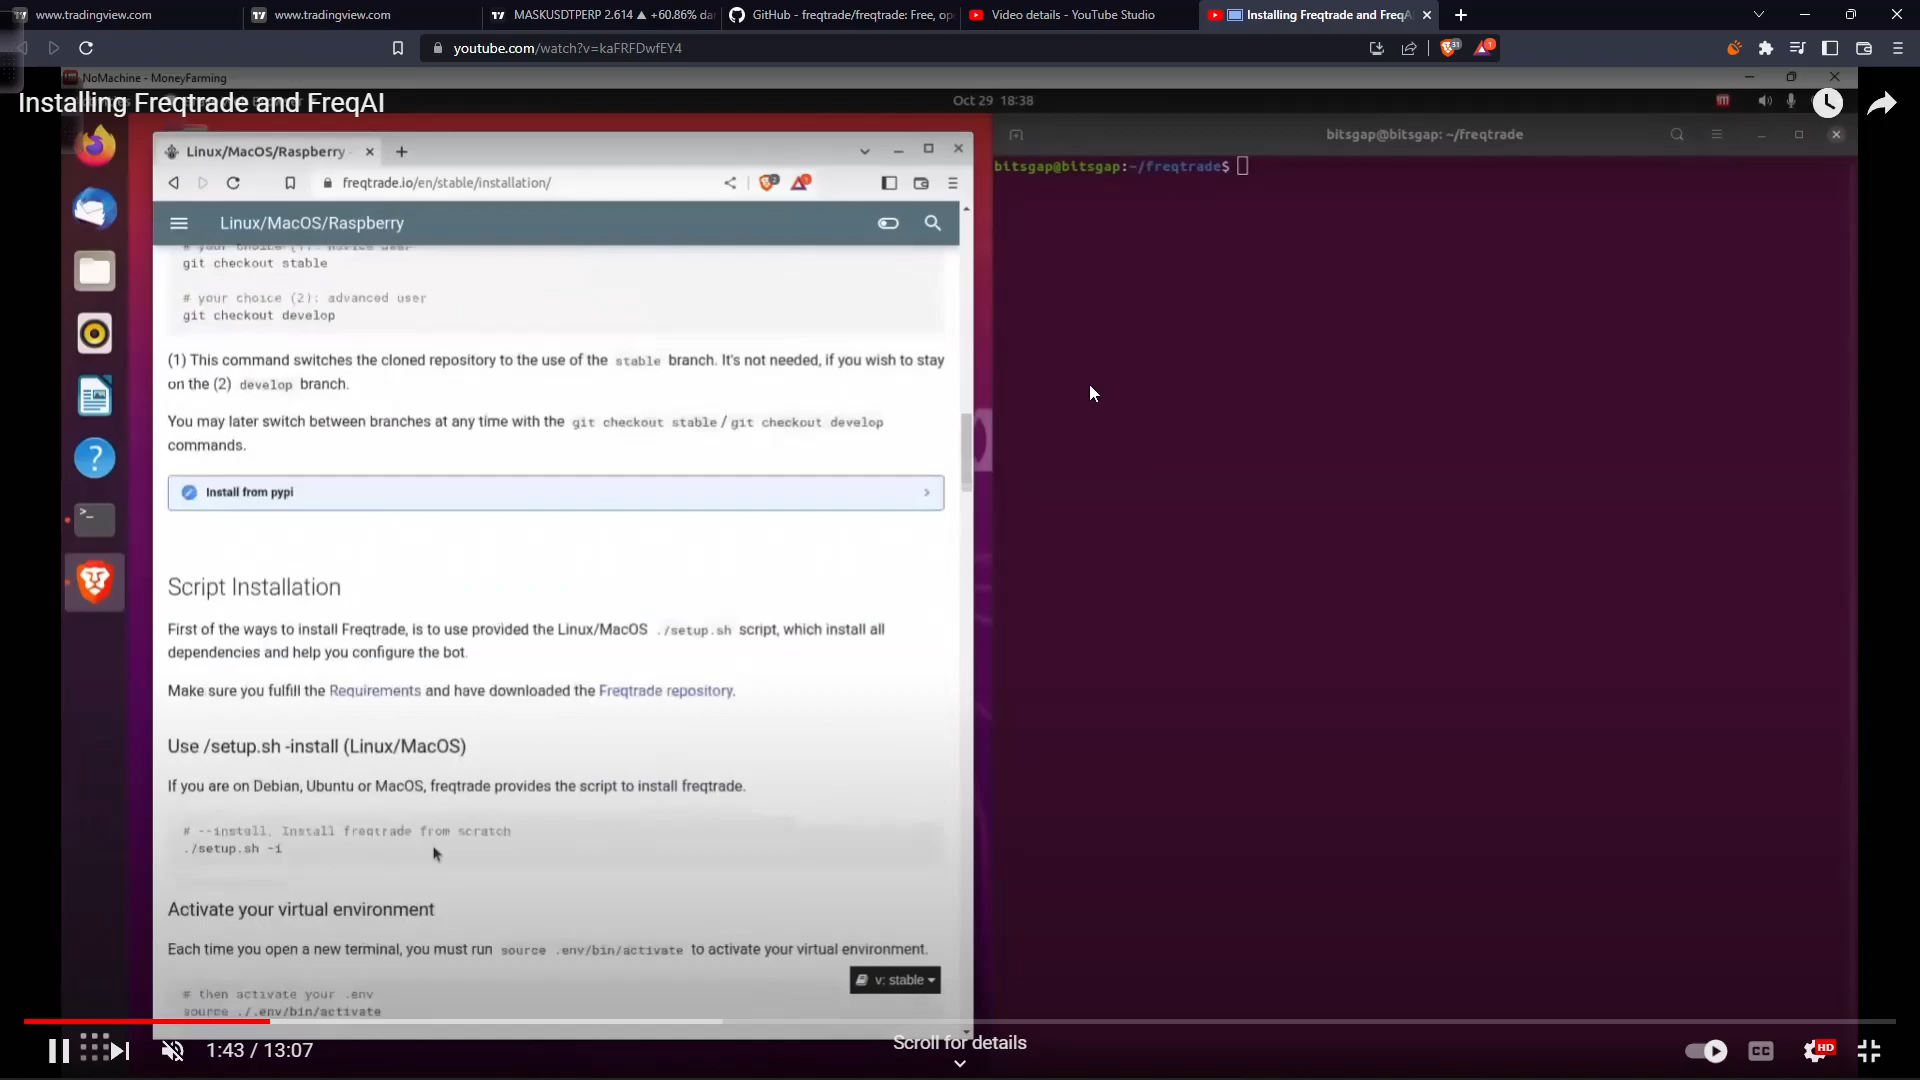 www.tradingview.com
www.tradingview.com
MASKUSDTPERP 2.614 ▲ +60.86% da
GitHub - freqtrade/freqtrade: Free, op
Video details - YouTube Studio
Installing Freqtrade and FreqA
youtube.com/watch?v=kaFRFDwfEY4
31
1
NoMachine - MoneyFarming
Installing Freqtrade and FreqAI
Oct 29 18:38
Linux/MacOS/Raspberry
bitsgap@bitsgap: ~/freqtrade
freqtrade.io/en/stable/installation/
bitsgap@bitsgap:~/freqtrade$
Linux/MacOS/Raspberry
# your choice (1): novice user
git checkout stable
# your choice (2): advanced user
git checkout develop
(1) This command switches the cloned repository to the use of the stable branch. It's not needed, if you wish to stay
on the (2) develop branch.
You may later switch between branches at any time with the git checkout stable / git checkout develop
commands.
Install from pypi
Script Installation
First of the ways to install Freqtrade, is to use provided the Linux/MacOS ./setup.sh script, which install all
dependencies and help you configure the bot.
Make sure you fulfill the Requirements and have downloaded the Freqtrade repository.
Use /setup.sh -install (Linux/MacOS)
If you are on Debian, Ubuntu or MacOS, freqtrade provides the script to install freqtrade.
# --install, Install freqtrade from scratch
./setup.sh -i
Activate your virtual environment
Each time you open a new terminal, you must run source .env/bin/activate to activate your virtual environment.
v: stable
# then activate your .env
source ./.env/bin/activate
1:43 / 13:07
Scroll for details
CC
HD